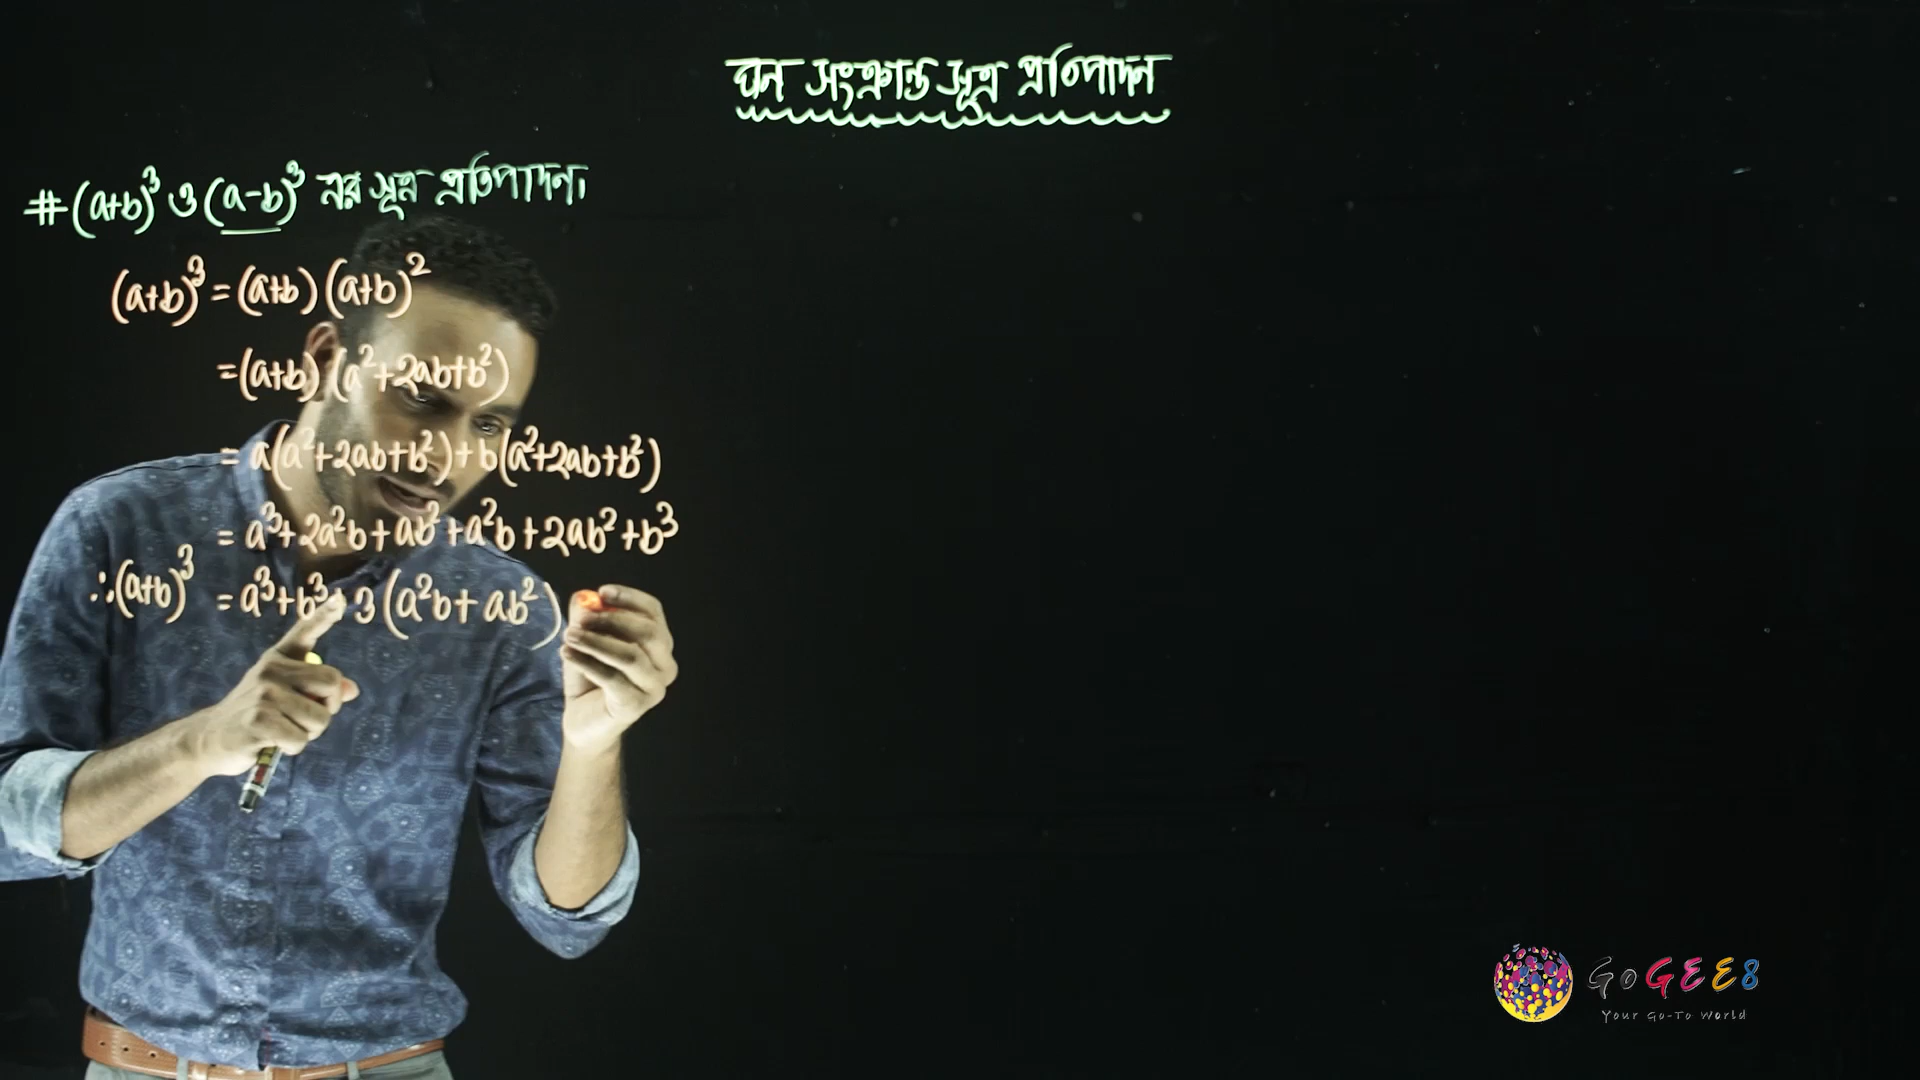 ঘন সংক্রান্ত সূত্র প্রতিপাদন
# (a+b)³ ও (a-b)³ এর সূত্র প্রতিপাদন।
(a+b)³ = (a+b) (a+b)²
= (a+b) (a²+2ab+b²)
= a(a²+2ab+b²) + b(a²+2ab+b²)
= a³+2a²b+ab²+a²b+2ab²+b³
∴ (a+b)³ = a³+b³+3(a²b+ab²)
GoGEE8
Your Go-To World